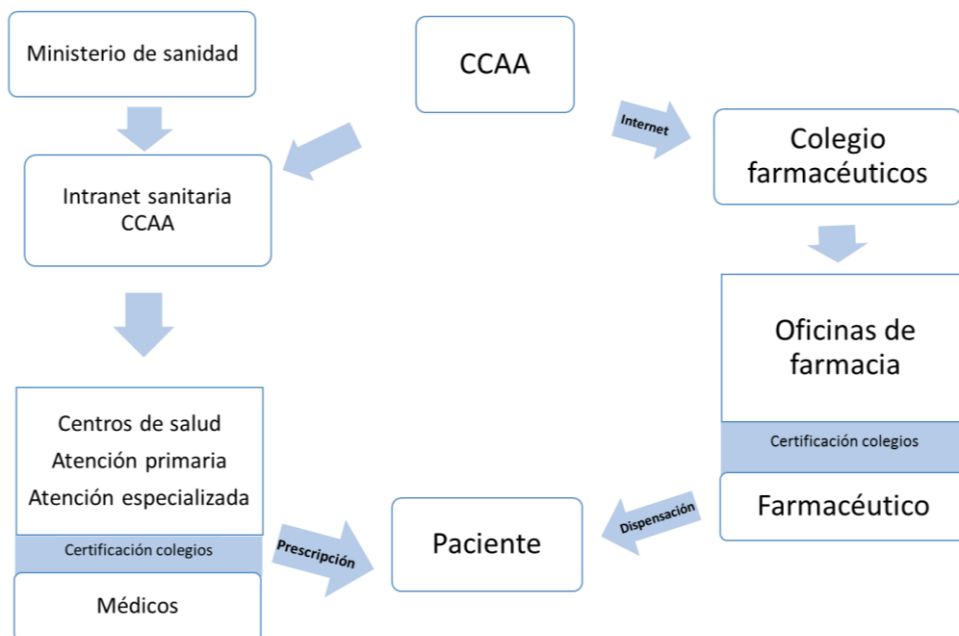 Ministerio de sanidad
CCAA
Internet
Colegio
farmacéuticos
Intranet sanitaria
CCAA
Oficinas de
farmacia
Certificación colegios
Farmacéutico
Centros de salud
Atención primaria
Atención especializada
Certificación colegios
Médicos
Prescripción
Paciente
Dispensación